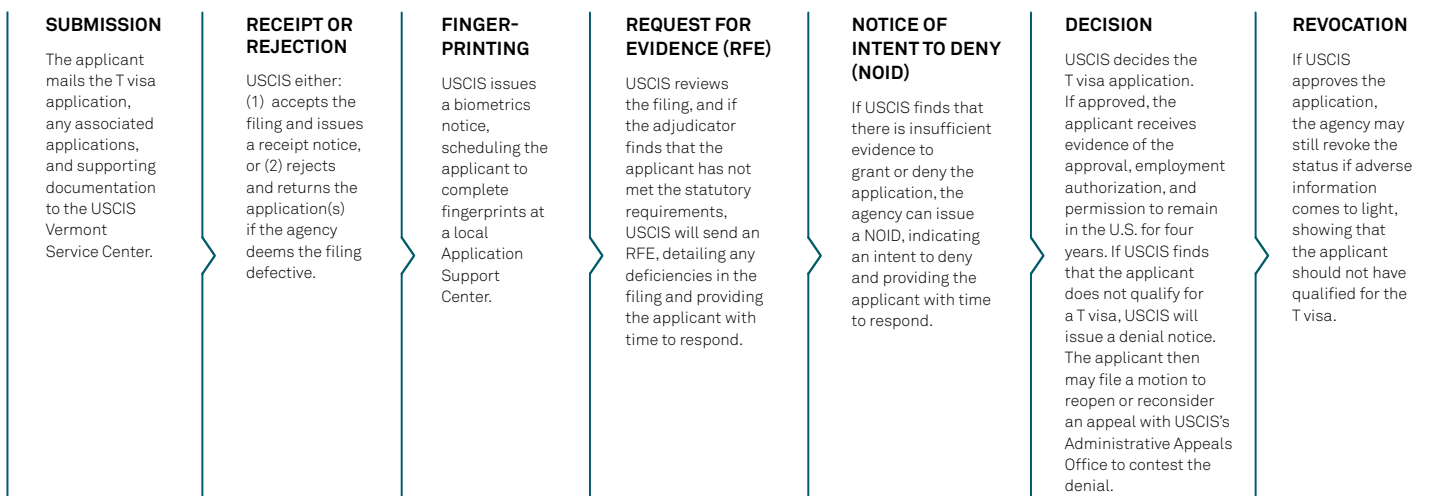 SUBMISSION
The applicant
mails the T visa
application,
any associated
applications,
and supporting
documentation
to the USCIS
Vermont
Service Center.
RECEIPT OR
REJECTION
USCIS either:
(1) accepts the
filing and issues
a receipt notice,
or (2) rejects
and returns the
application(s)
if the agency
deems the filing
defective.
FINGER-
PRINTING
USCIS issues
a biometrics
notice,
scheduling the
applicant to
complete
fingerprints at
a local
Application
Support
Center.
REQUEST FOR
EVIDENCE (RFE)
USCIS reviews
the filing, and if
the adjudicator
finds that the
applicant has not
met the statutory
requirements,
USCIS will send an
RFE, detailing any
deficiencies in the
filing and providing
the applicant with
time to respond.
NOTICE OF
INTENT TO DENY
(NOID)
If USCIS finds that
there is insufficient
evidence to
grant or deny the
application, the
agency can issue
a NOID, indicating
an intent to deny
and providing the
applicant with time
to respond.
DECISION
USCIS decides the
T visa application.
If approved, the
applicant receives
evidence of the
approval, employment
authorization, and
permission to remain
in the U.S. for four
years. If USCIS finds
that the applicant
does not qualify for
a T visa, USCIS will
issue a denial notice.
The applicant then
may file a motion to
reopen or reconsider
an appeal with USCIS’s
Administrative Appeals
Office to contest the
denial.
REVOCATION
If USCIS
approves the
application,
the agency may
still revoke the
status if adverse
information
comes to light,
showing that
the applicant
should not have
qualified for the
T visa.